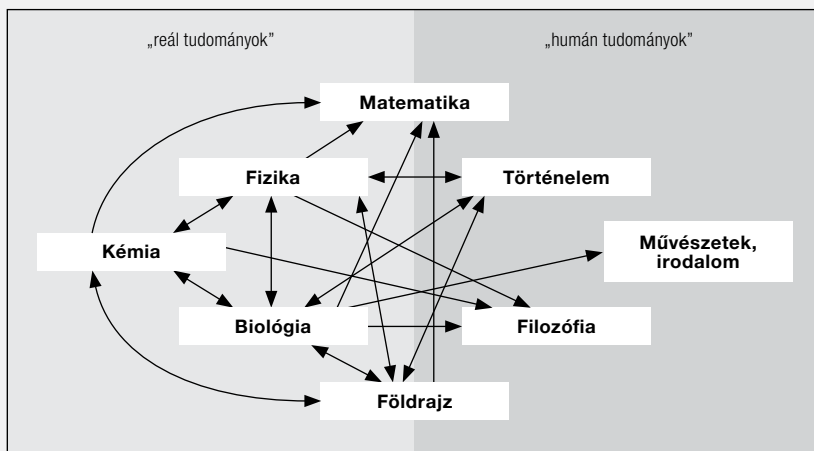 „reál tudományok”
„humán tudományok”
Matematika
Fizika
Történelem
Kémia
Művészetek,
irodalom
Biológia
Filozófia
Földrajz